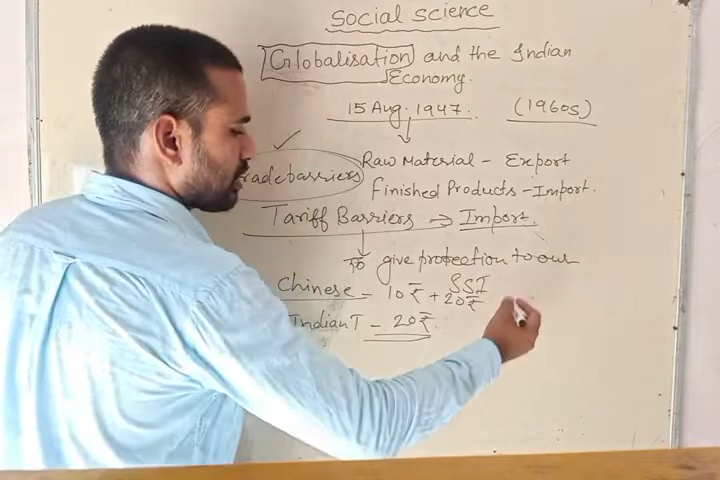 Social science
Globalisation and the Indian
Economy.
15 Aug. 1947. (1960s)
Raw Material - Export
radebarriers Finished Products - Import.
Tariff Barriers → Import.
To give protection to our
SSI
Chinese - 10 ₹ + 20₹
Indian T - 20₹